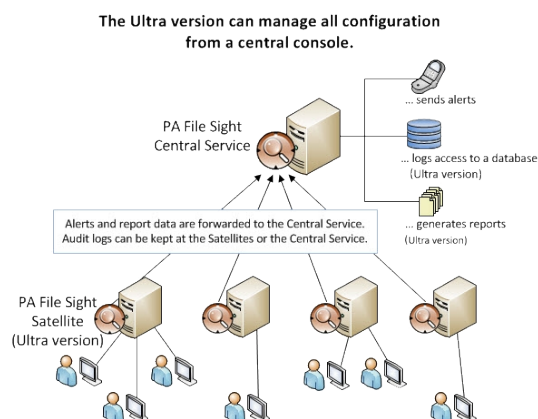 The Ultra version can manage all configuration
from a central console.
PA File Sight
Central Service
... sends alerts
... logs access to a database
(Ultra version)
... generates reports
(Ultra version)
Alerts and report data are forwarded to the Central Service.
Audit logs can be kept at the Satellites or the Central Service.
PA File Sight
Satellite
(Ultra version)